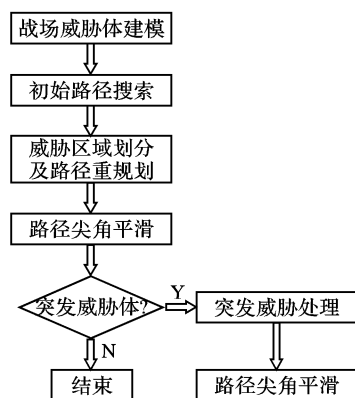 战场威胁体建模
初始路径搜索
威胁区域划分
及路径重规划
路径尖角平滑
突发威胁体?
Y
突发威胁处理
N
结束
路径尖角平滑